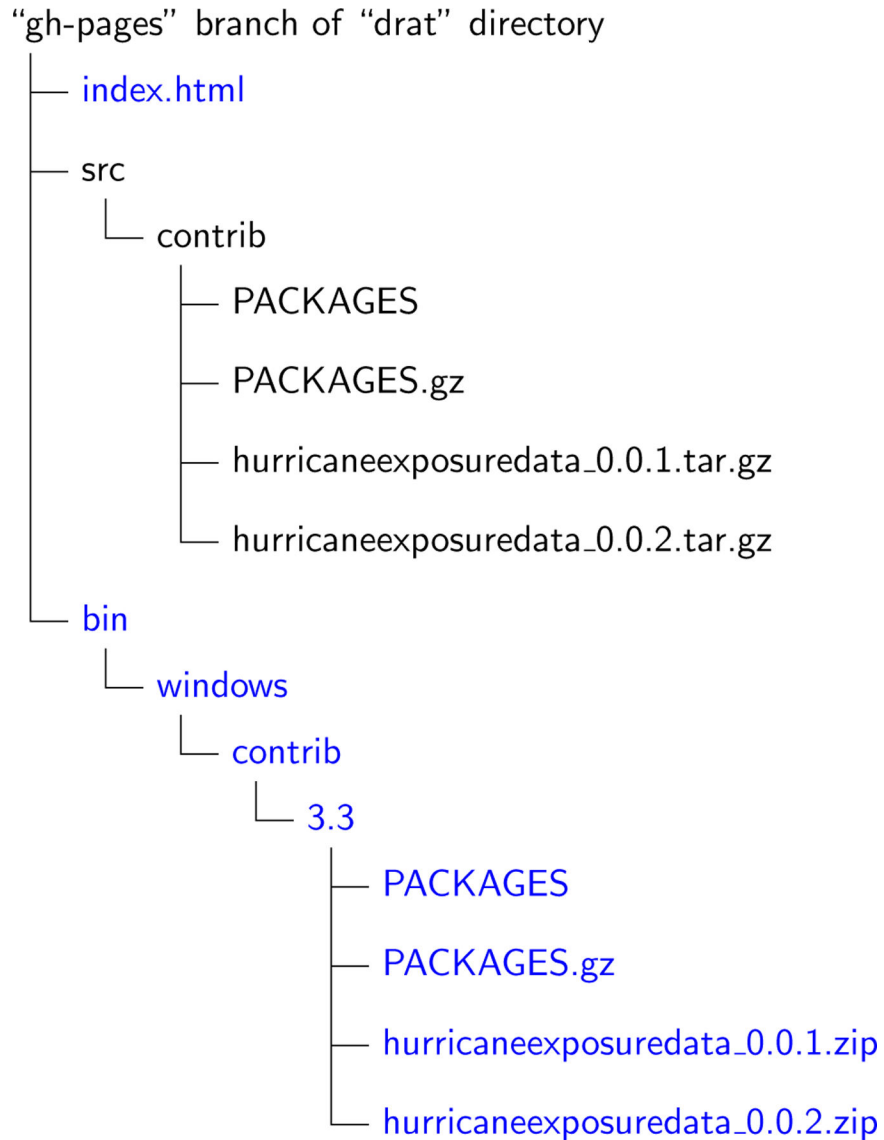 “gh-pages” branch of “drat” directory
index.html
src
contrib
PACKAGES
PACKAGES.gz
hurricaneexposuredata_0.0.1.tar.gz
hurricaneexposuredata_0.0.2.tar.gz
bin
windows
contrib
3.3
PACKAGES
PACKAGES.gz
hurricaneexposuredata_0.0.1.zip
hurricaneexposuredata_0.0.2.zip